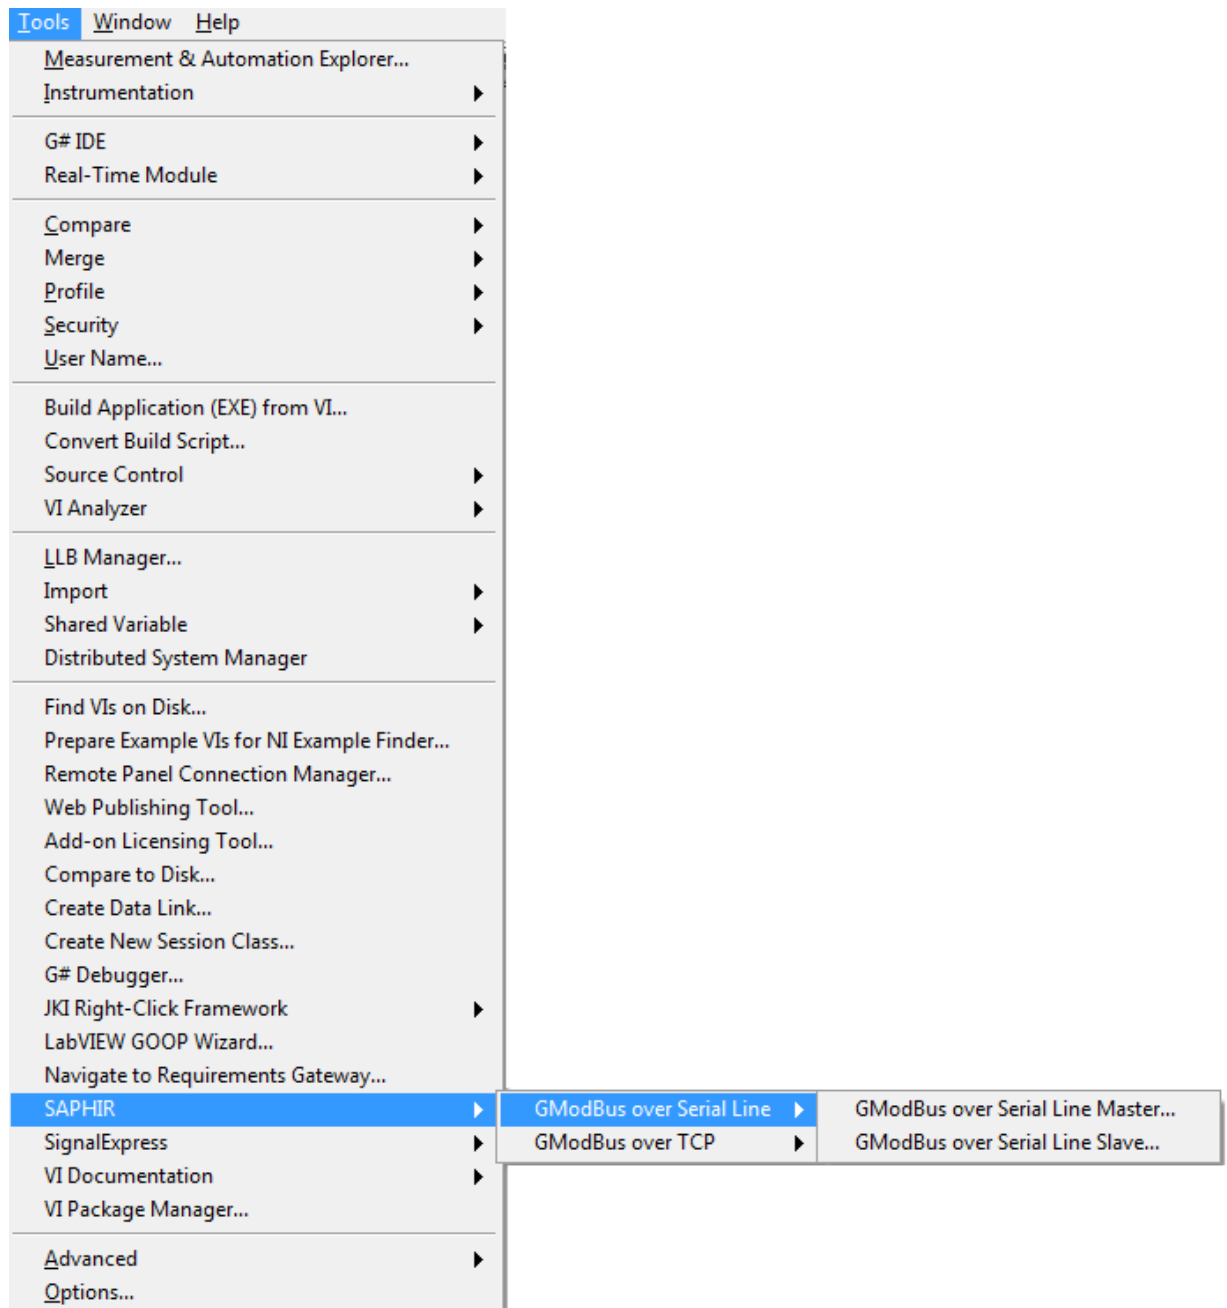 Tools Window Help
Measurement & Automation Explorer...
Instrumentation
G# IDE
Real-Time Module
Compare
Merge
Profile
Security
User Name...
Build Application (EXE) from VI...
Convert Build Script...
Source Control
VI Analyzer
LLB Manager...
Import
Shared Variable
Distributed System Manager
Find VIs on Disk...
Prepare Example VIs for NI Example Finder...
Remote Panel Connection Manager...
Web Publishing Tool...
Add-on Licensing Tool...
Compare to Disk...
Create Data Link...
Create New Session Class...
G# Debugger...
JKI Right-Click Framework
LabVIEW GOOP Wizard...
Navigate to Requirements Gateway...
SAPHIR GModBus over Serial Line GModBus over Serial Line Master...
SignalExpress GModBus over TCP GModBus over Serial Line Slave...
VI Documentation
VI Package Manager...
Advanced
Options...